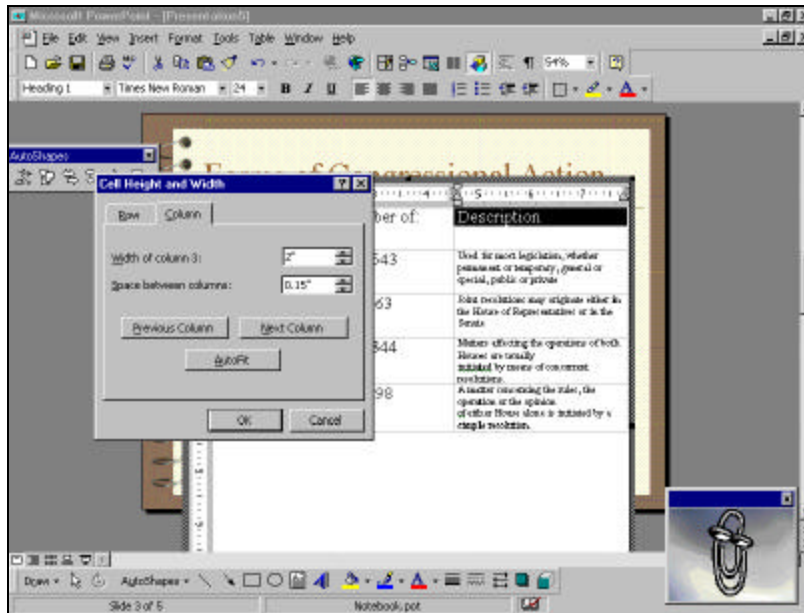 Microsoft PowerPoint - [Presentation5]
File Edit View Insert Format Tools Table Window Help
54%
Heading 1 Times New Roman 24 B I U
AutoShapes
Forms of Congressional Action
Cell Height and Width
Row Column
Width of column 3: 2"
Space between columns: 0.15"
Previous Column Next Column
AutoFit
OK Cancel
4 5 6 7
ber of: Description
543
Used for most legislation, whether
permanent or temporary, general or
special, public or private
63
Joint resolutions may originate either in
the House of Representatives or in the
Senate
344
Matters affecting the operations of both
Houses are usually
initiated by means of concurrent
resolutions.
98
A matter concerning the rules, the
operation or the opinion
of either House alone is initiated by a
simple resolution.
Draw AutoShapes
Slide 3 of 5 Notebook.pot